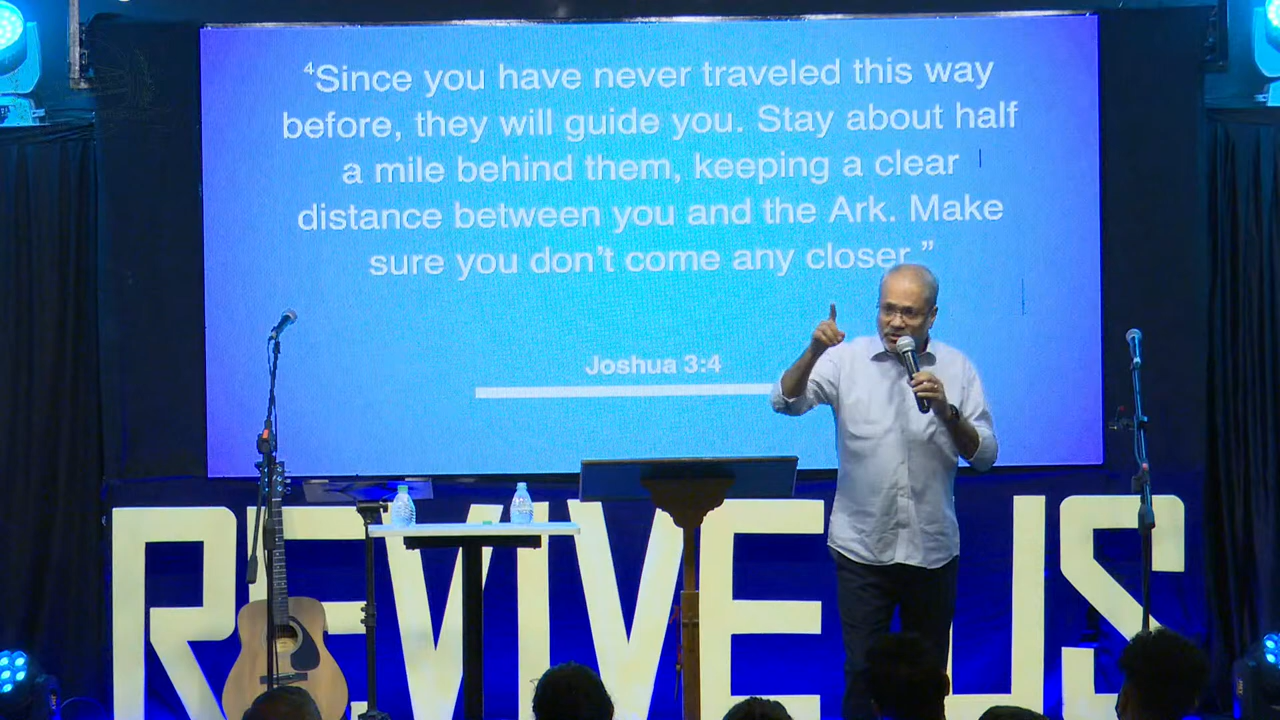 ⁴Since you have never traveled this way
before, they will guide you. Stay about half
a mile behind them, keeping a clear
distance between you and the Ark. Make
sure you don’t come any closer.”
Joshua 3:4
REVIVE US